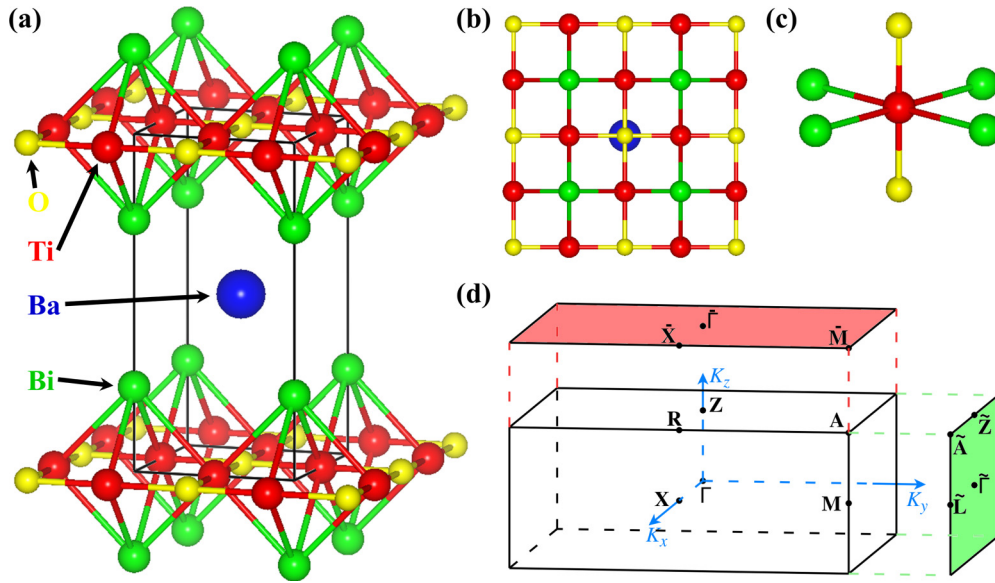 (a)
O
Ti
Ba
Bi
(b)
(c)
(d)
Γ̄
X̄
M̄
K_z
Z
R
A
Γ
X
M
K_y
K_x
Z̃
Ã
Γ̃
L̃